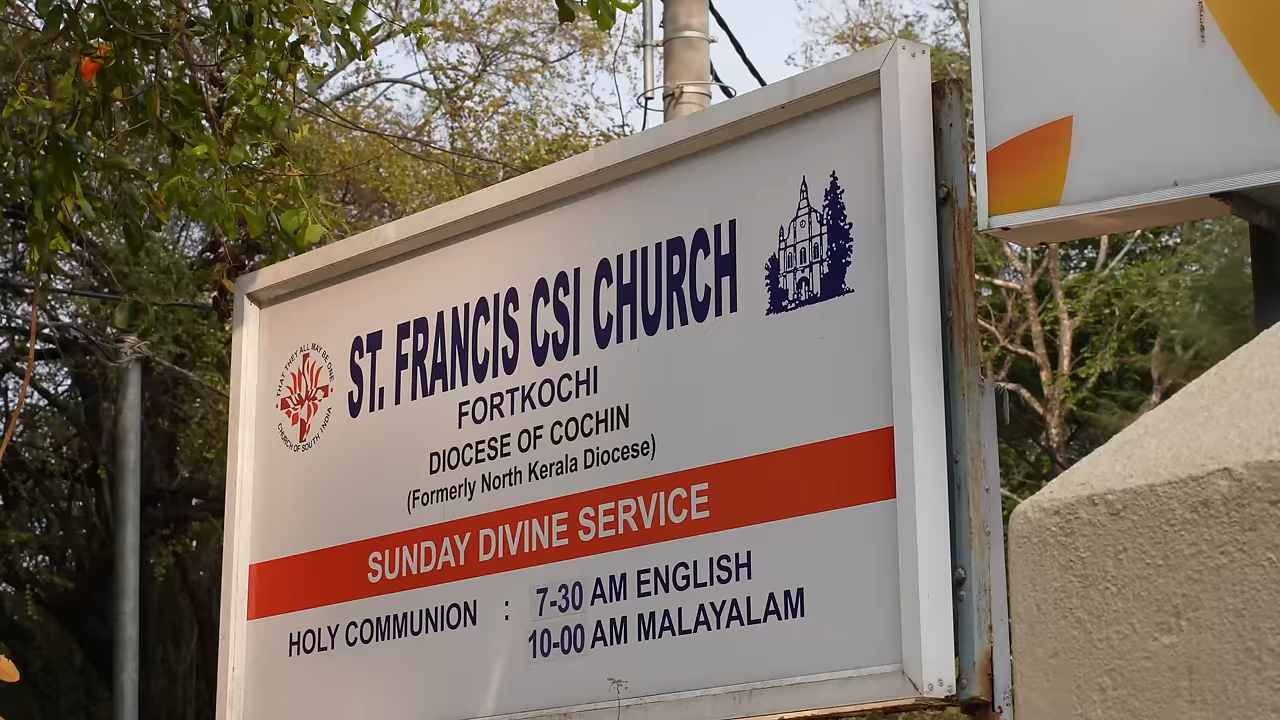 ST. FRANCIS CSI CHURCH
FORTKOCHI
DIOCESE OF COCHIN
(Formerly North Kerala Diocese)
THAT THEY ALL MAY BE ONE
CHURCH OF SOUTH INDIA
SUNDAY DIVINE SERVICE
HOLY COMMUNION : 7-30 AM ENGLISH
10-00 AM MALAYALAM